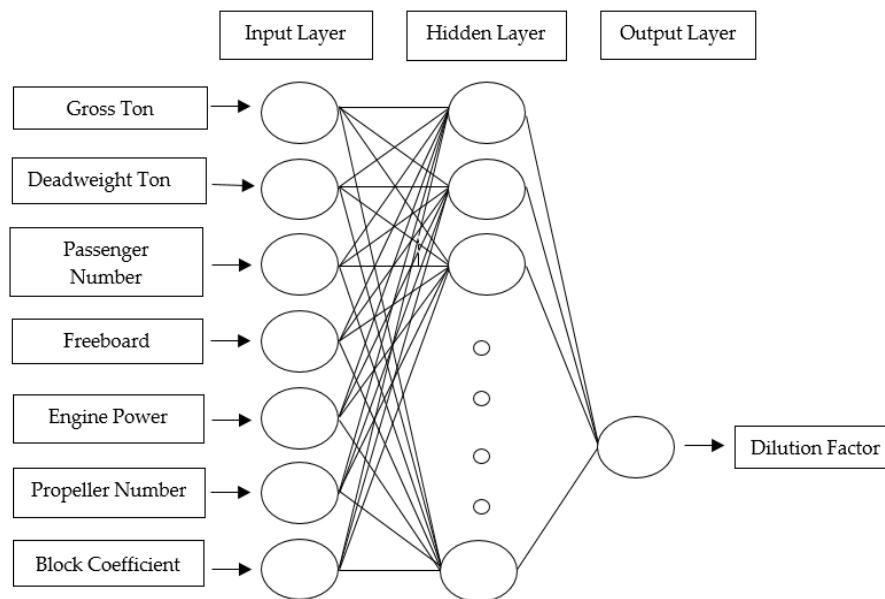 Input Layer
Hidden Layer
Output Layer
Gross Ton
Deadweight Ton
Passenger
Number
Freeboard
Engine Power
Propeller Number
Block Coefficient
Dilution Factor